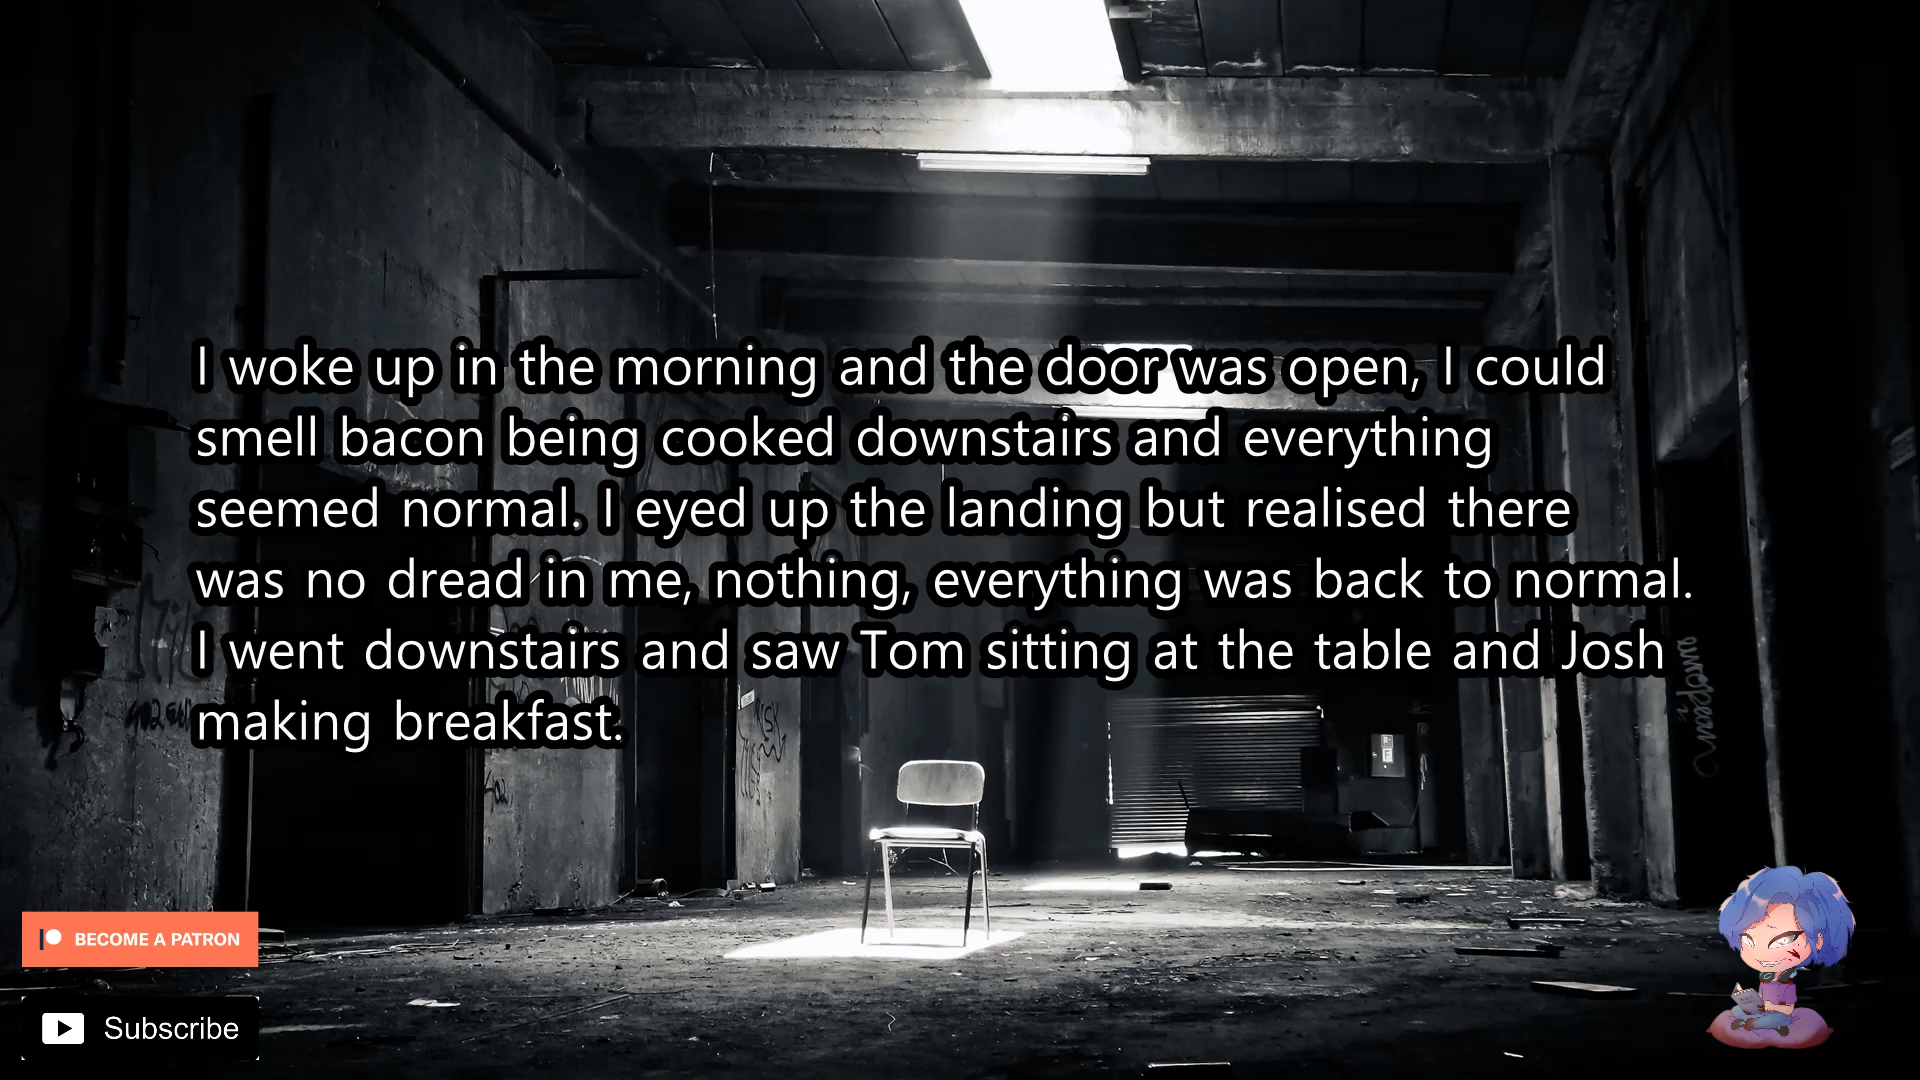 I woke up in the morning and the door was open, I could
smell bacon being cooked downstairs and everything
seemed normal. I eyed up the landing but realised there
was no dread in me, nothing, everything was back to normal.
I went downstairs and saw Tom sitting at the table and Josh
making breakfast.
402
BECOME A PATRON
Subscribe